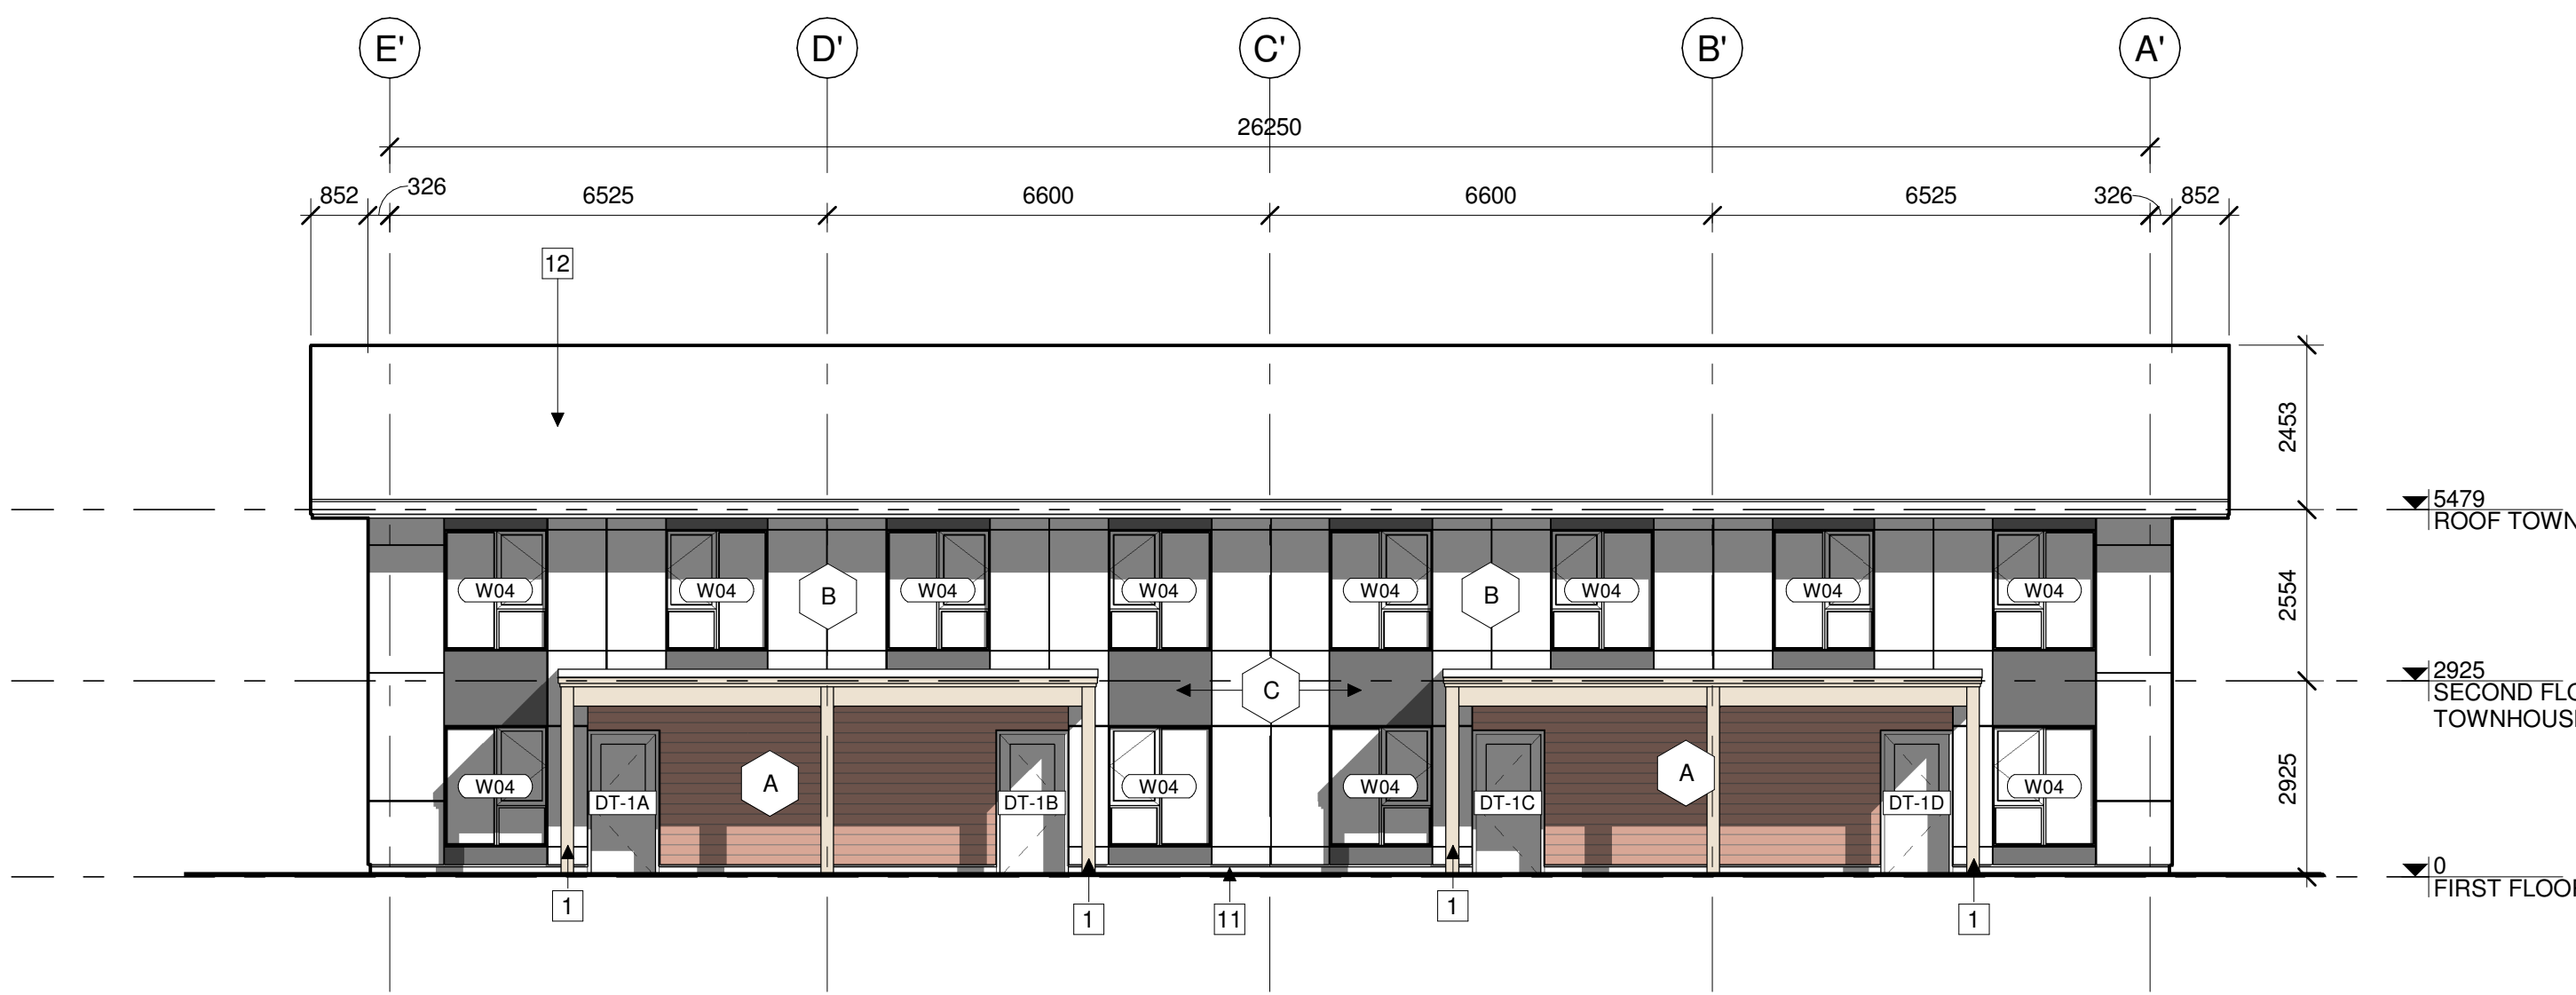 E' D' C' B' A'
26250
852 326 6525 6600 6600 6525 326 852
12
2453
5479
ROOF TOWN
W04 W04 W04 W04 W04 W04 W04 W04
B B
2554
2925
SECOND FLO
TOWNHOUS
C
W04 W04 W04 W04
A A
DT-1A DT-1B DT-1C DT-1D
2925
0
FIRST FLOO
1 1 11 1 1